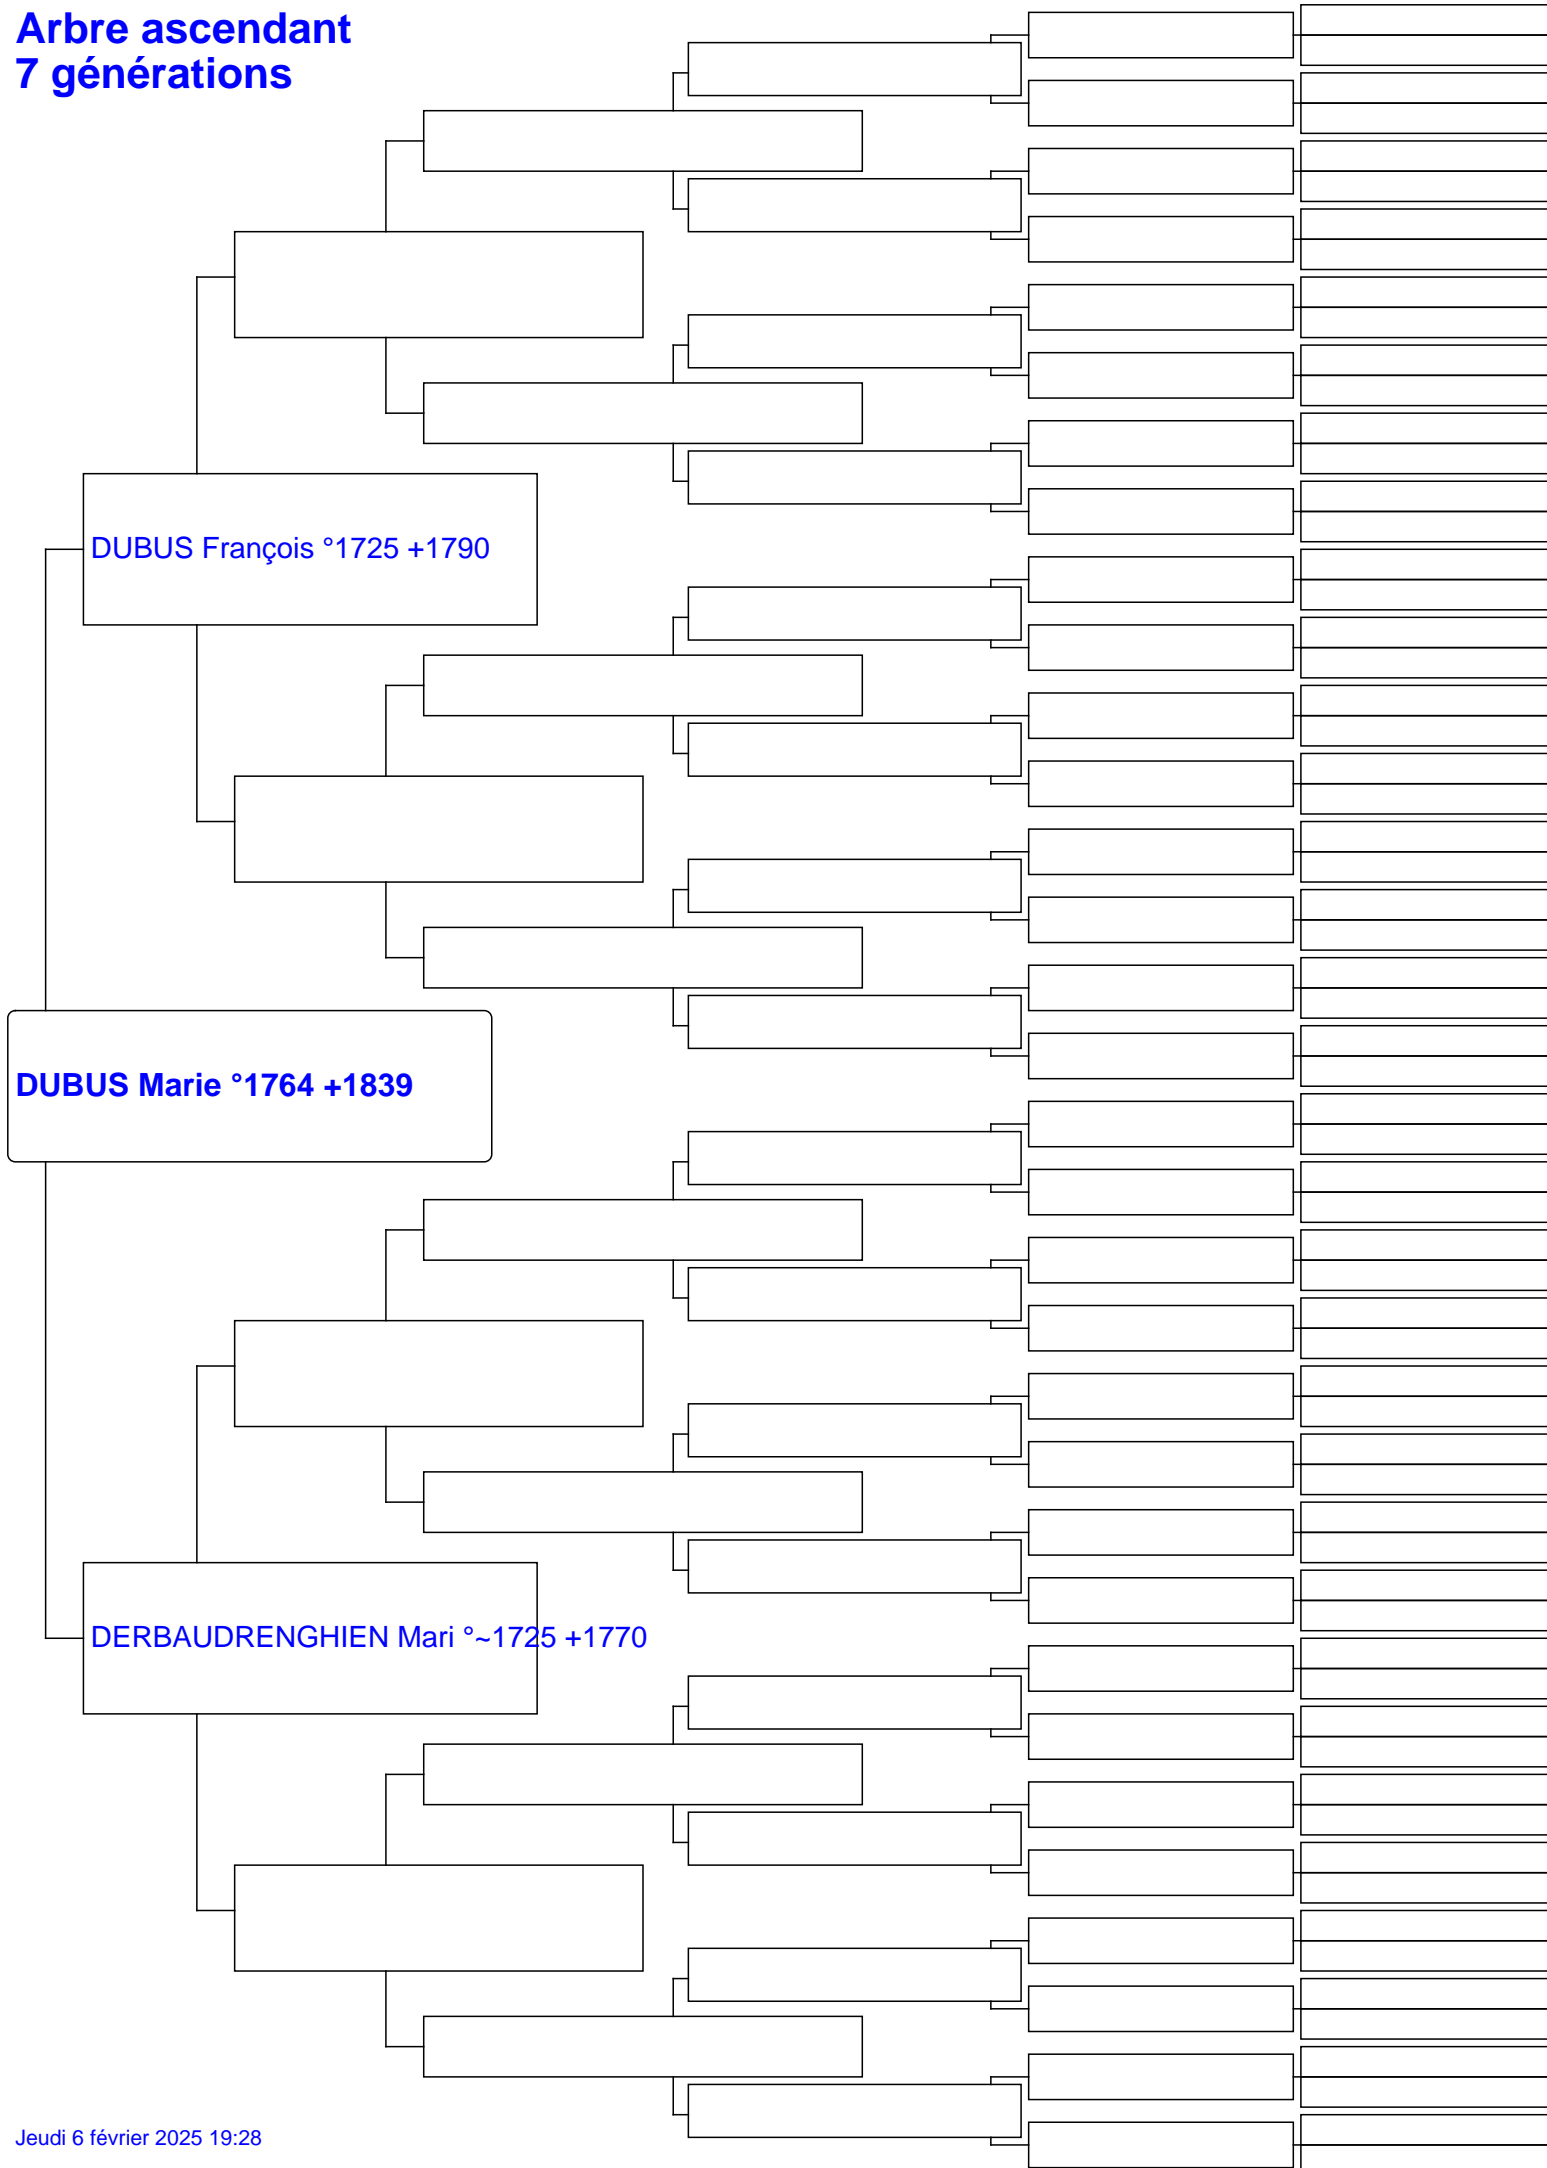 Arbre ascendant
7 générations
DUBUS François °1725 +1790
DUBUS Marie °1764 +1839
DERBAUDRENGHIEN Mari °~1725 +1770
Jeudi 6 février 2025 19:28